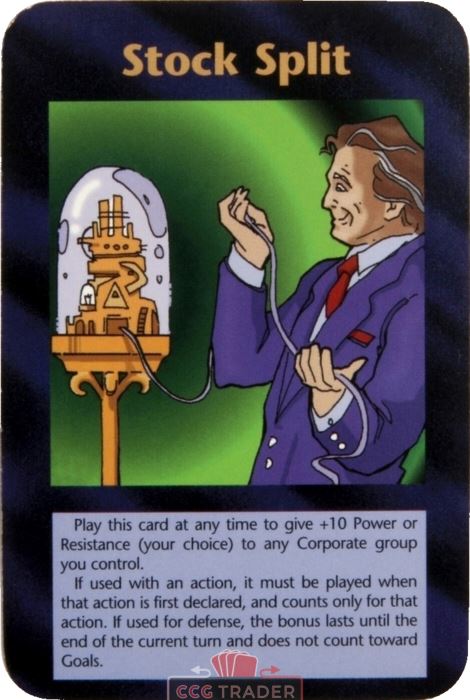 Stock Split
Play this card at any time to give +10 Power or
Resistance (your choice) to any Corporate group
you control.
If used with an action, it must be played when
that action is first declared, and counts only for that
action. If used for defense, the bonus lasts until the
end of the current turn and does not count toward
Goals.
CCG TRADER